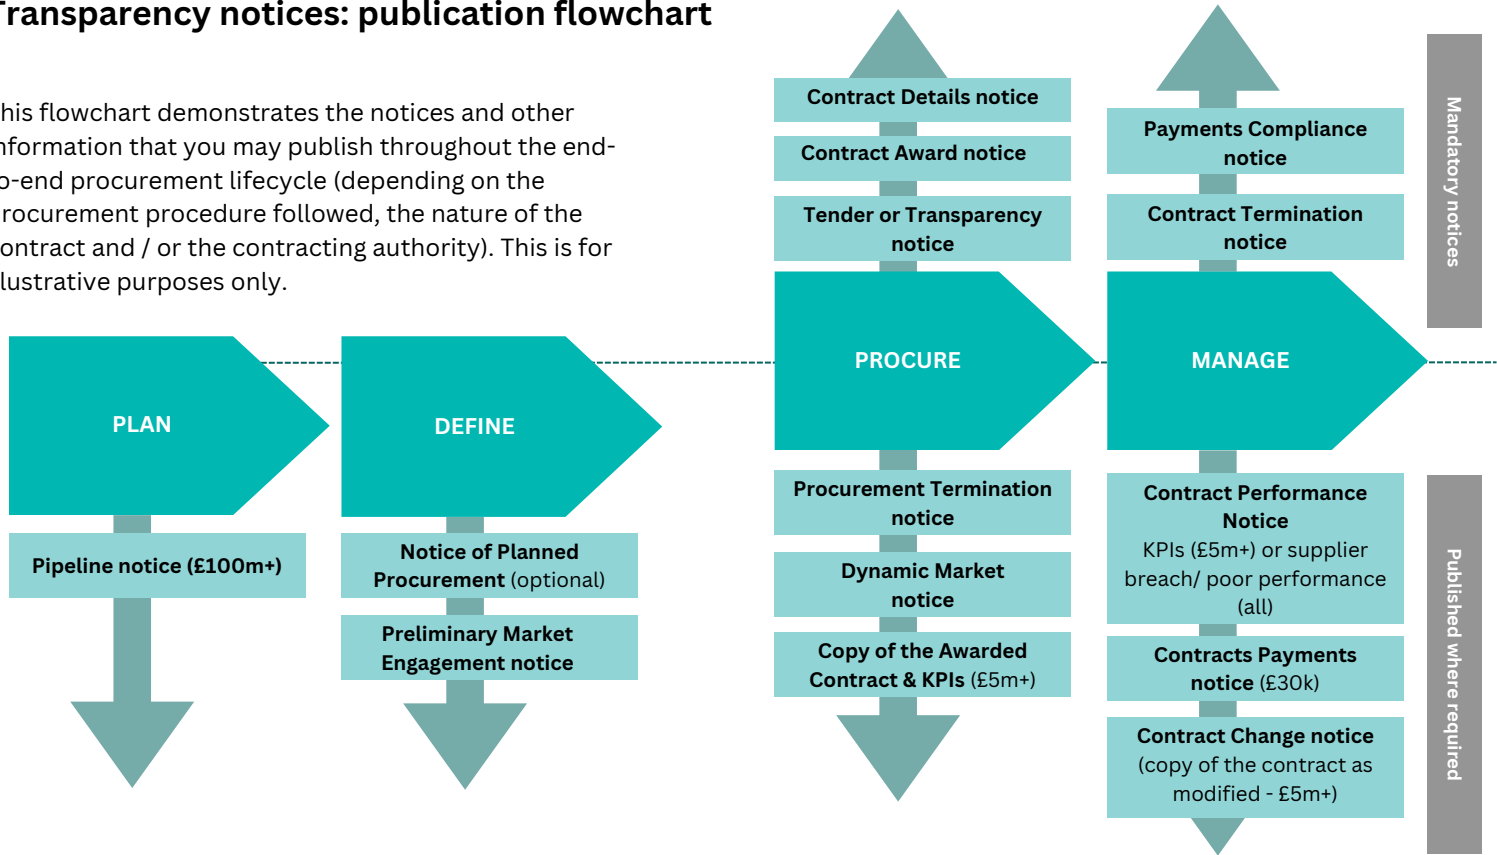 Transparency notices: publication flowchart
his flowchart demonstrates the notices and other
nformation that you may publish throughout the end-
o-end procurement lifecycle (depending on the
rocurement procedure followed, the nature of the
ontract and / or the contracting authority). This is for
llustrative purposes only.
PLAN
Pipeline notice (£100m+)
DEFINE
Notice of Planned
Procurement (optional)
Preliminary Market
Engagement notice
Contract Details notice
Contract Award notice
Tender or Transparency
notice
PROCURE
Procurement Termination
notice
Dynamic Market
notice
Copy of the Awarded
Contract & KPIs (£5m+)
Payments Compliance
notice
Contract Termination
notice
MANAGE
Contract Performance
Notice
KPIs (£5m+) or supplier
breach/ poor performance
(all)
Contracts Payments
notice (£30k)
Contract Change notice
(copy of the contract as
modified - £5m+)
Mandatory notices
Published where required